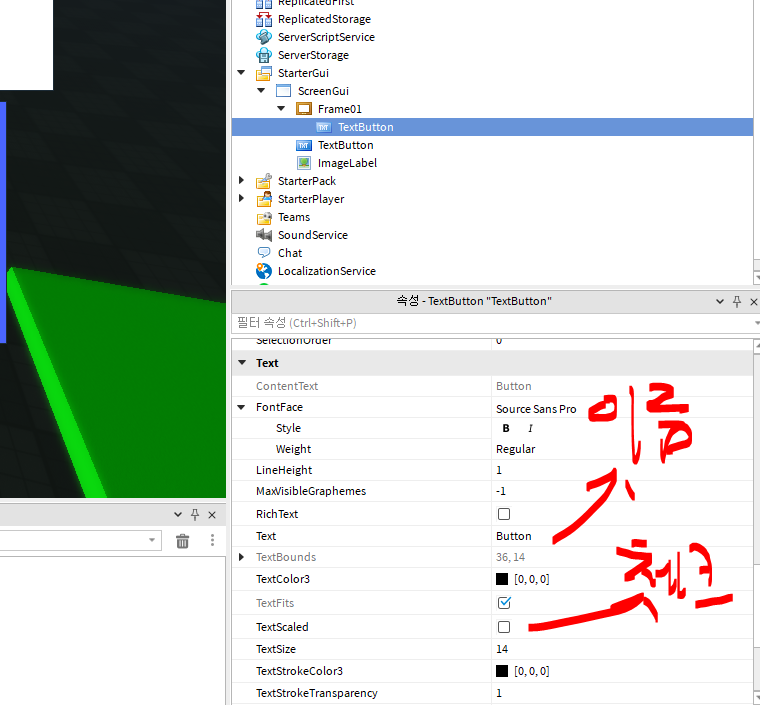 ReplicatedFirst
ReplicatedStorage
ServerScriptService
ServerStorage
StarterGui
ScreenGui
Frame01
TXT TextButton
TXT TextButton
ImageLabel
StarterPack
StarterPlayer
Teams
SoundService
Chat
LocalizationService
속성 - TextButton "TextButton"
필터 속성 (Ctrl+Shift+P)
SelectionOrder 0
Text
ContentText Button
FontFace Source Sans Pro
이름
Style B I
Weight Regular
LineHeight 1
MaxVisibleGraphemes -1
RichText
Text Button
TextBounds 36, 14
TextColor3 [0, 0, 0]
체크
TextFits
TextScaled
TextSize 14
TextStrokeColor3 [0, 0, 0]
TextStrokeTransparency 1